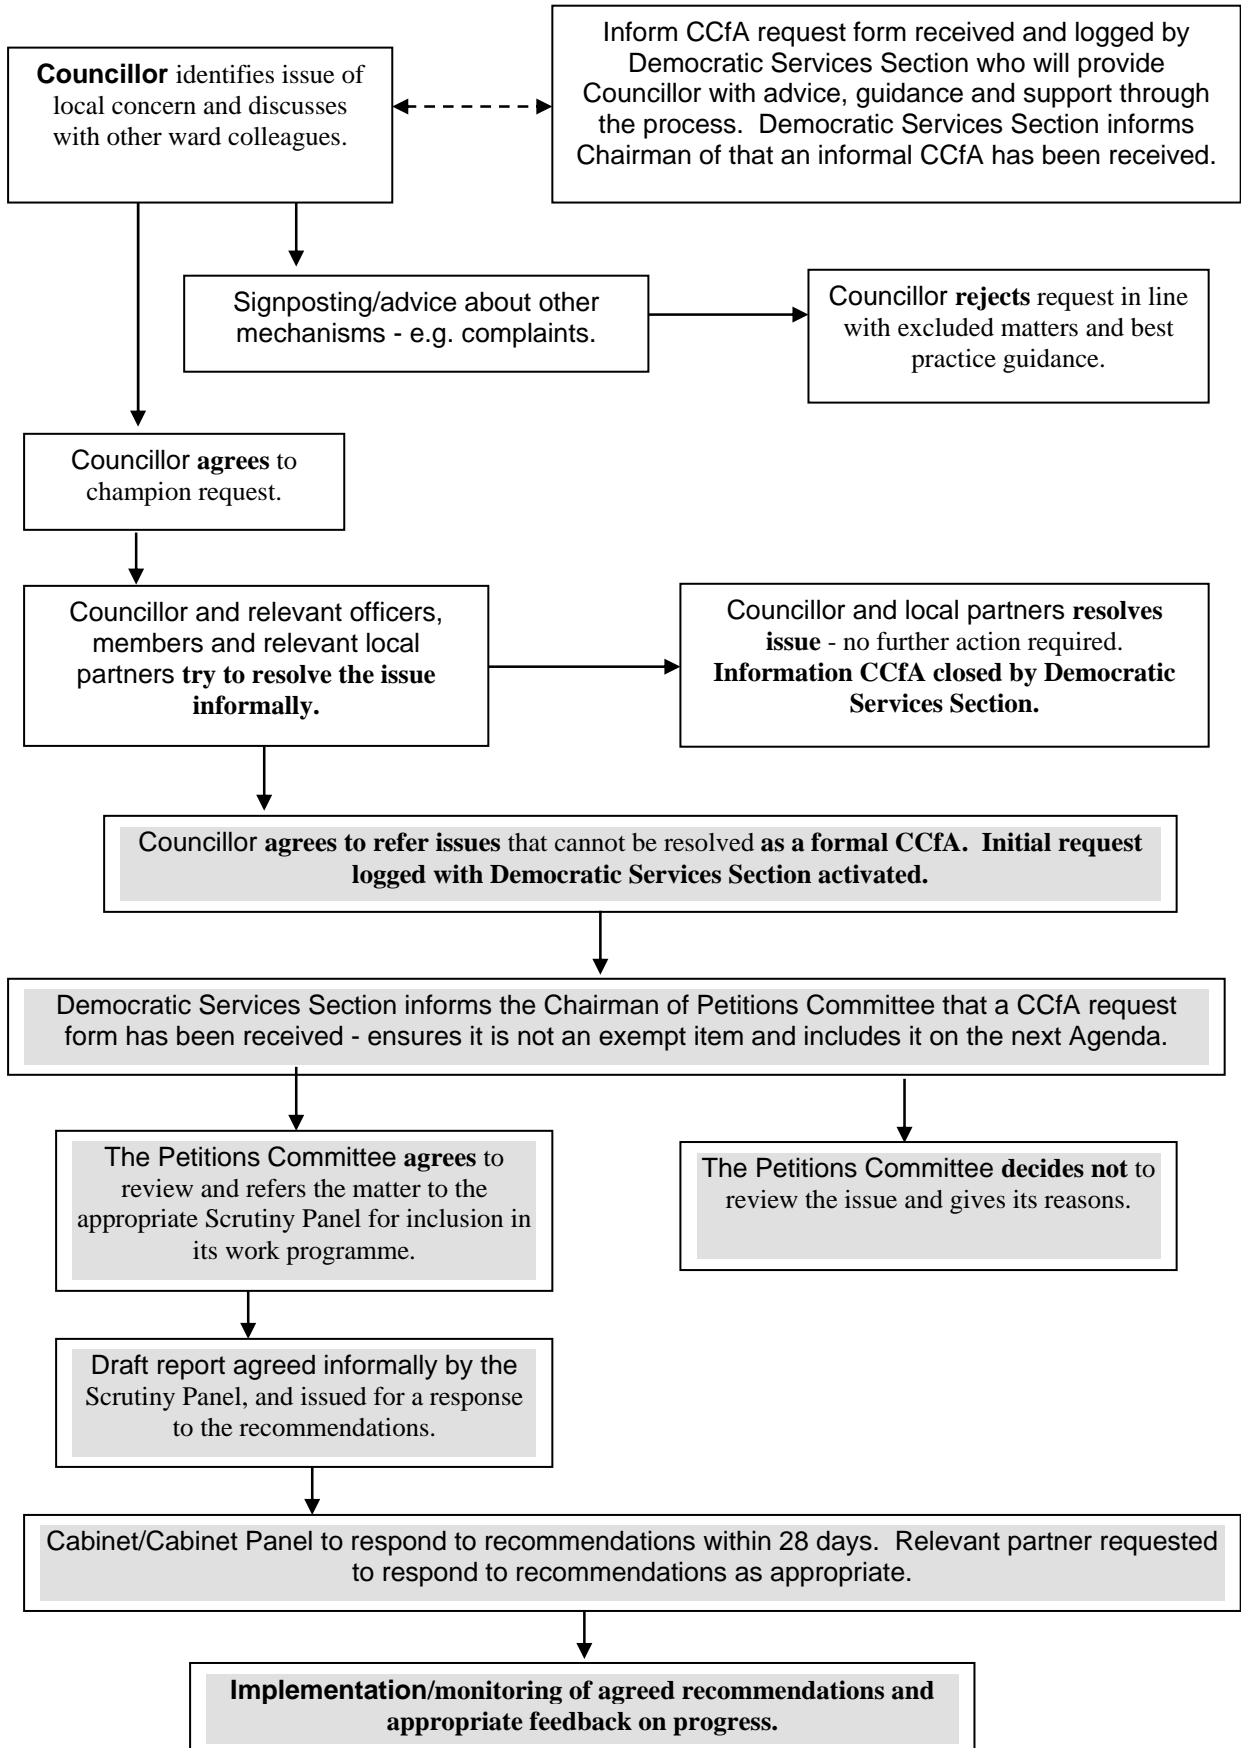 Councillor identifies issue of
local concern and discusses
with other ward colleagues.
Inform CCfA request form received and logged by
Democratic Services Section who will provide
Councillor with advice, guidance and support through
the process.  Democratic Services Section informs
Chairman of that an informal CCfA has been received.
Signposting/advice about other
mechanisms - e.g. complaints.
Councillor rejects request in line
with excluded matters and best
practice guidance.
Councillor agrees to
champion request.
Councillor and relevant officers,
members and relevant local
partners try to resolve the issue
informally.
Councillor and local partners resolves
issue - no further action required.
Information CCfA closed by Democratic
Services Section.
Councillor agrees to refer issues that cannot be resolved as a formal CCfA.  Initial request
logged with Democratic Services Section activated.
Democratic Services Section informs the Chairman of Petitions Committee that a CCfA request
form has been received - ensures it is not an exempt item and includes it on the next Agenda.
The Petitions Committee agrees to
review and refers the matter to the
appropriate Scrutiny Panel for inclusion in
its work programme.
The Petitions Committee decides not to
review the issue and gives its reasons.
Draft report agreed informally by the
Scrutiny Panel, and issued for a response
to the recommendations.
Cabinet/Cabinet Panel to respond to recommendations within 28 days.  Relevant partner requested
to respond to recommendations as appropriate.
Implementation/monitoring of agreed recommendations and
appropriate feedback on progress.